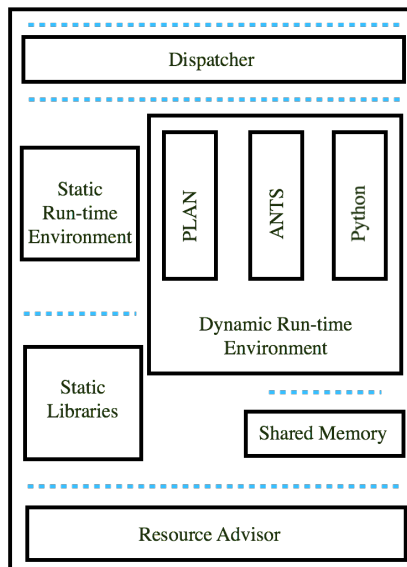 Dispatcher
Static
Run-time
Environment
PLAN
ANTS
Python
Dynamic Run-time
Environment
Static
Libraries
Shared Memory
Resource Advisor